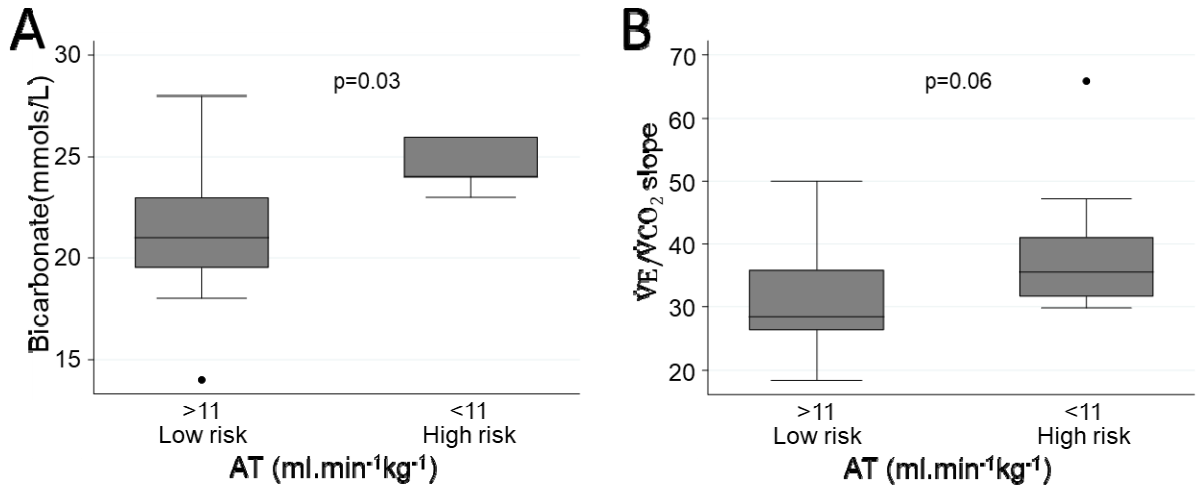 A
Bicarbonate(mmols/L)
30
25
20
15
p=0.03
>11
Low risk
<11
High risk
AT (ml.min⁻¹kg⁻¹)
B
V̇E/V̇CO₂ slope
70
60
50
40
30
20
p=0.06
>11
Low risk
<11
High risk
AT (ml.min⁻¹kg⁻¹)